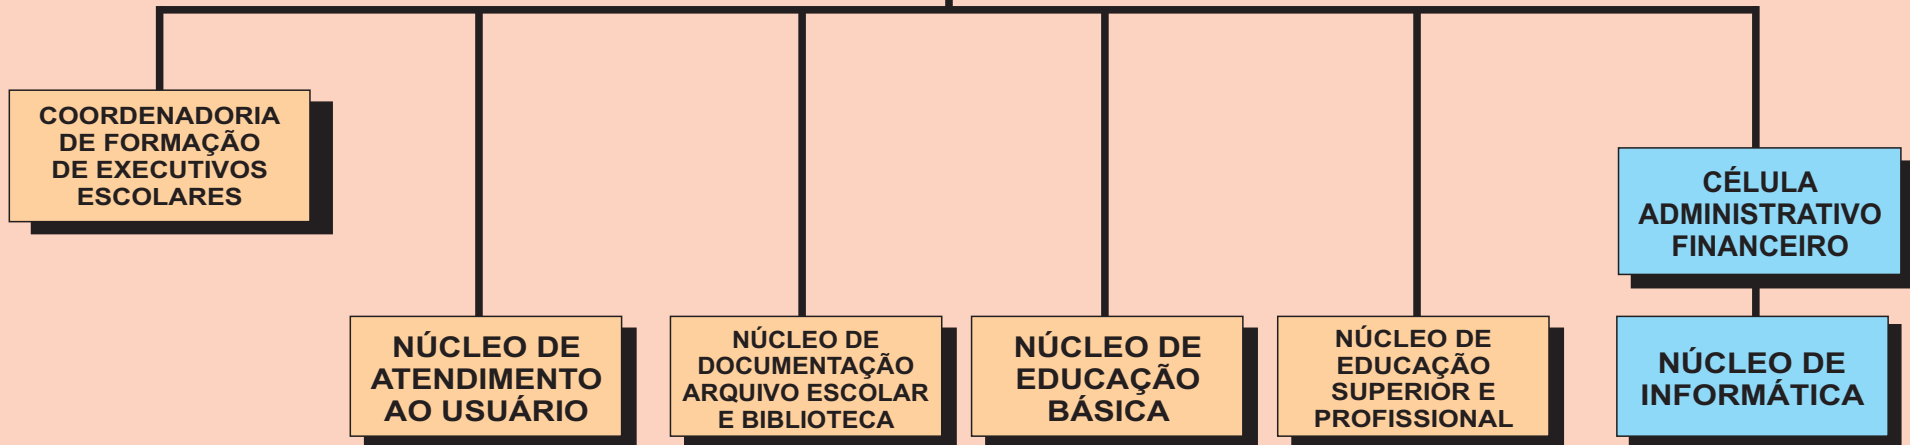 COORDENADORIA
DE FORMAÇÃO
DE EXECUTIVOS
ESCOLARES
CÉLULA
ADMINISTRATIVO
FINANCEIRO
NÚCLEO DE
ATENDIMENTO
AO USUÁRIO
NÚCLEO DE
DOCUMENTAÇÃO
ARQUIVO ESCOLAR
E BIBLIOTECA
NÚCLEO DE
EDUCAÇÃO
BÁSICA
NÚCLEO DE
EDUCAÇÃO
SUPERIOR E
PROFISSIONAL
NÚCLEO DE
INFORMÁTICA